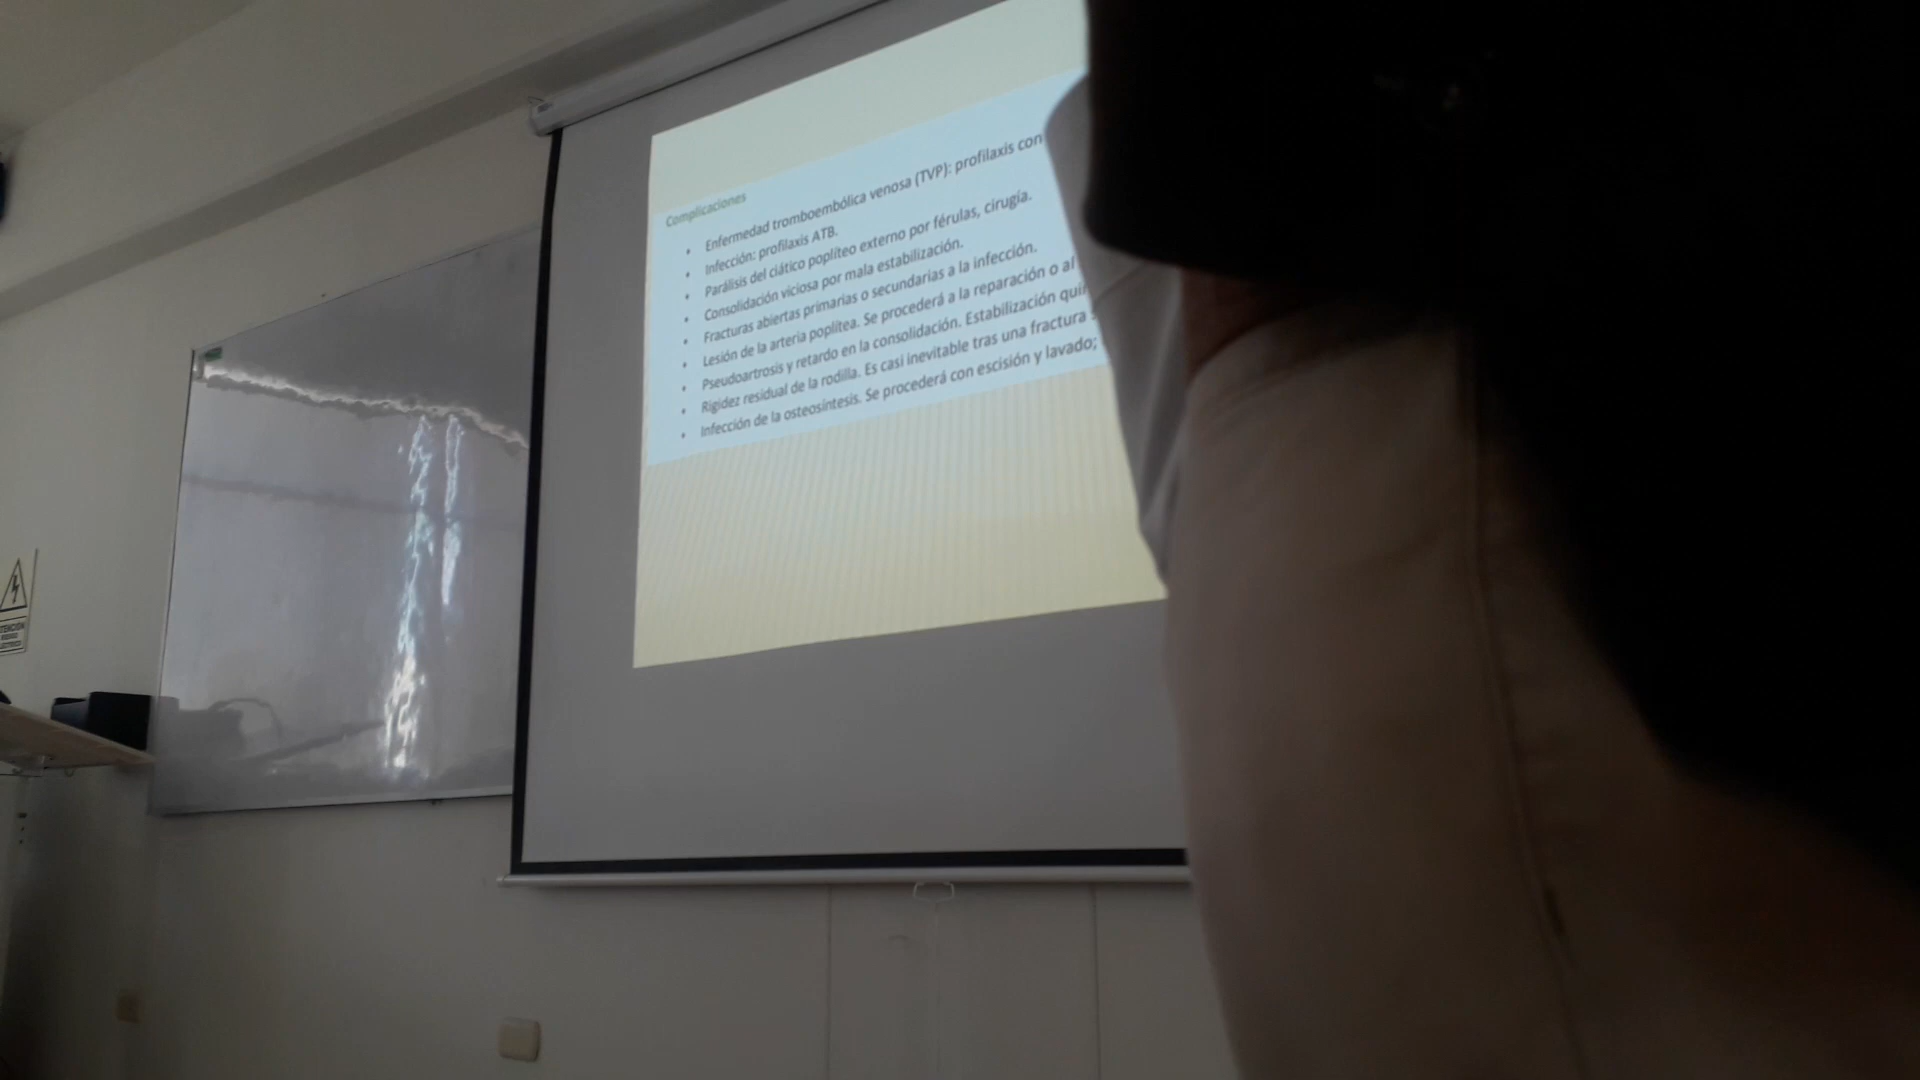 Complicaciones
• Enfermedad tromboembólica venosa (TVP): profilaxis con
• Infección: profilaxis ATB.
• Parálisis del ciático poplíteo externo por férulas, cirugía.
• Consolidación viciosa por mala estabilización.
• Fracturas abiertas primarias o secundarias a la infección.
• Lesión de la arteria poplítea. Se procederá a la reparación o al
• Pseudoartrosis y retardo en la consolidación. Estabilización
• Rigidez residual de la rodilla. Es casi inevitable tras una fractura
• Infección de la osteosíntesis. Se procederá con escisión y lavado;
RIESGO